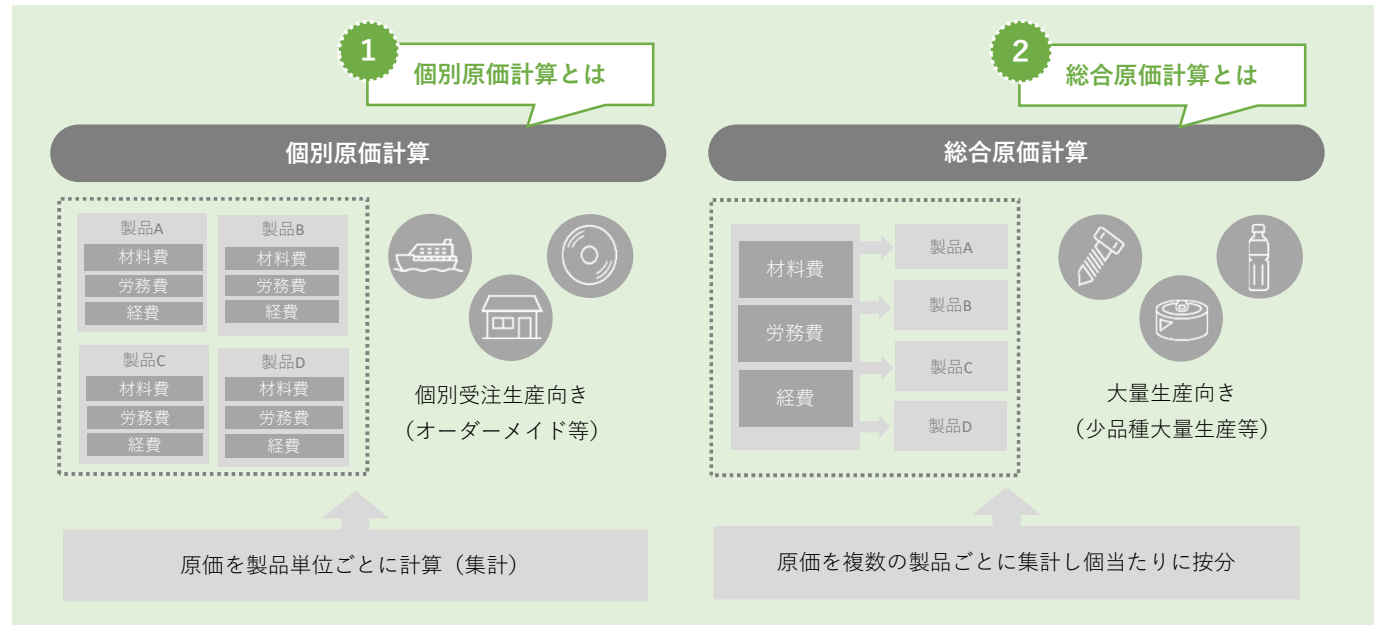 1
個別原価計算とは
個別原価計算
製品A
材料費
労務費
経費
製品B
材料費
労務費
経費
製品C
材料費
労務費
経費
製品D
材料費
労務費
経費
個別受注生産向き
（オーダーメイド等）
原価を製品単位ごとに計算（集計）
2
総合原価計算とは
総合原価計算
材料費
労務費
経費
製品A
製品B
製品C
製品D
大量生産向き
（少品種大量生産等）
原価を複数の製品ごとに集計し個当たりに按分